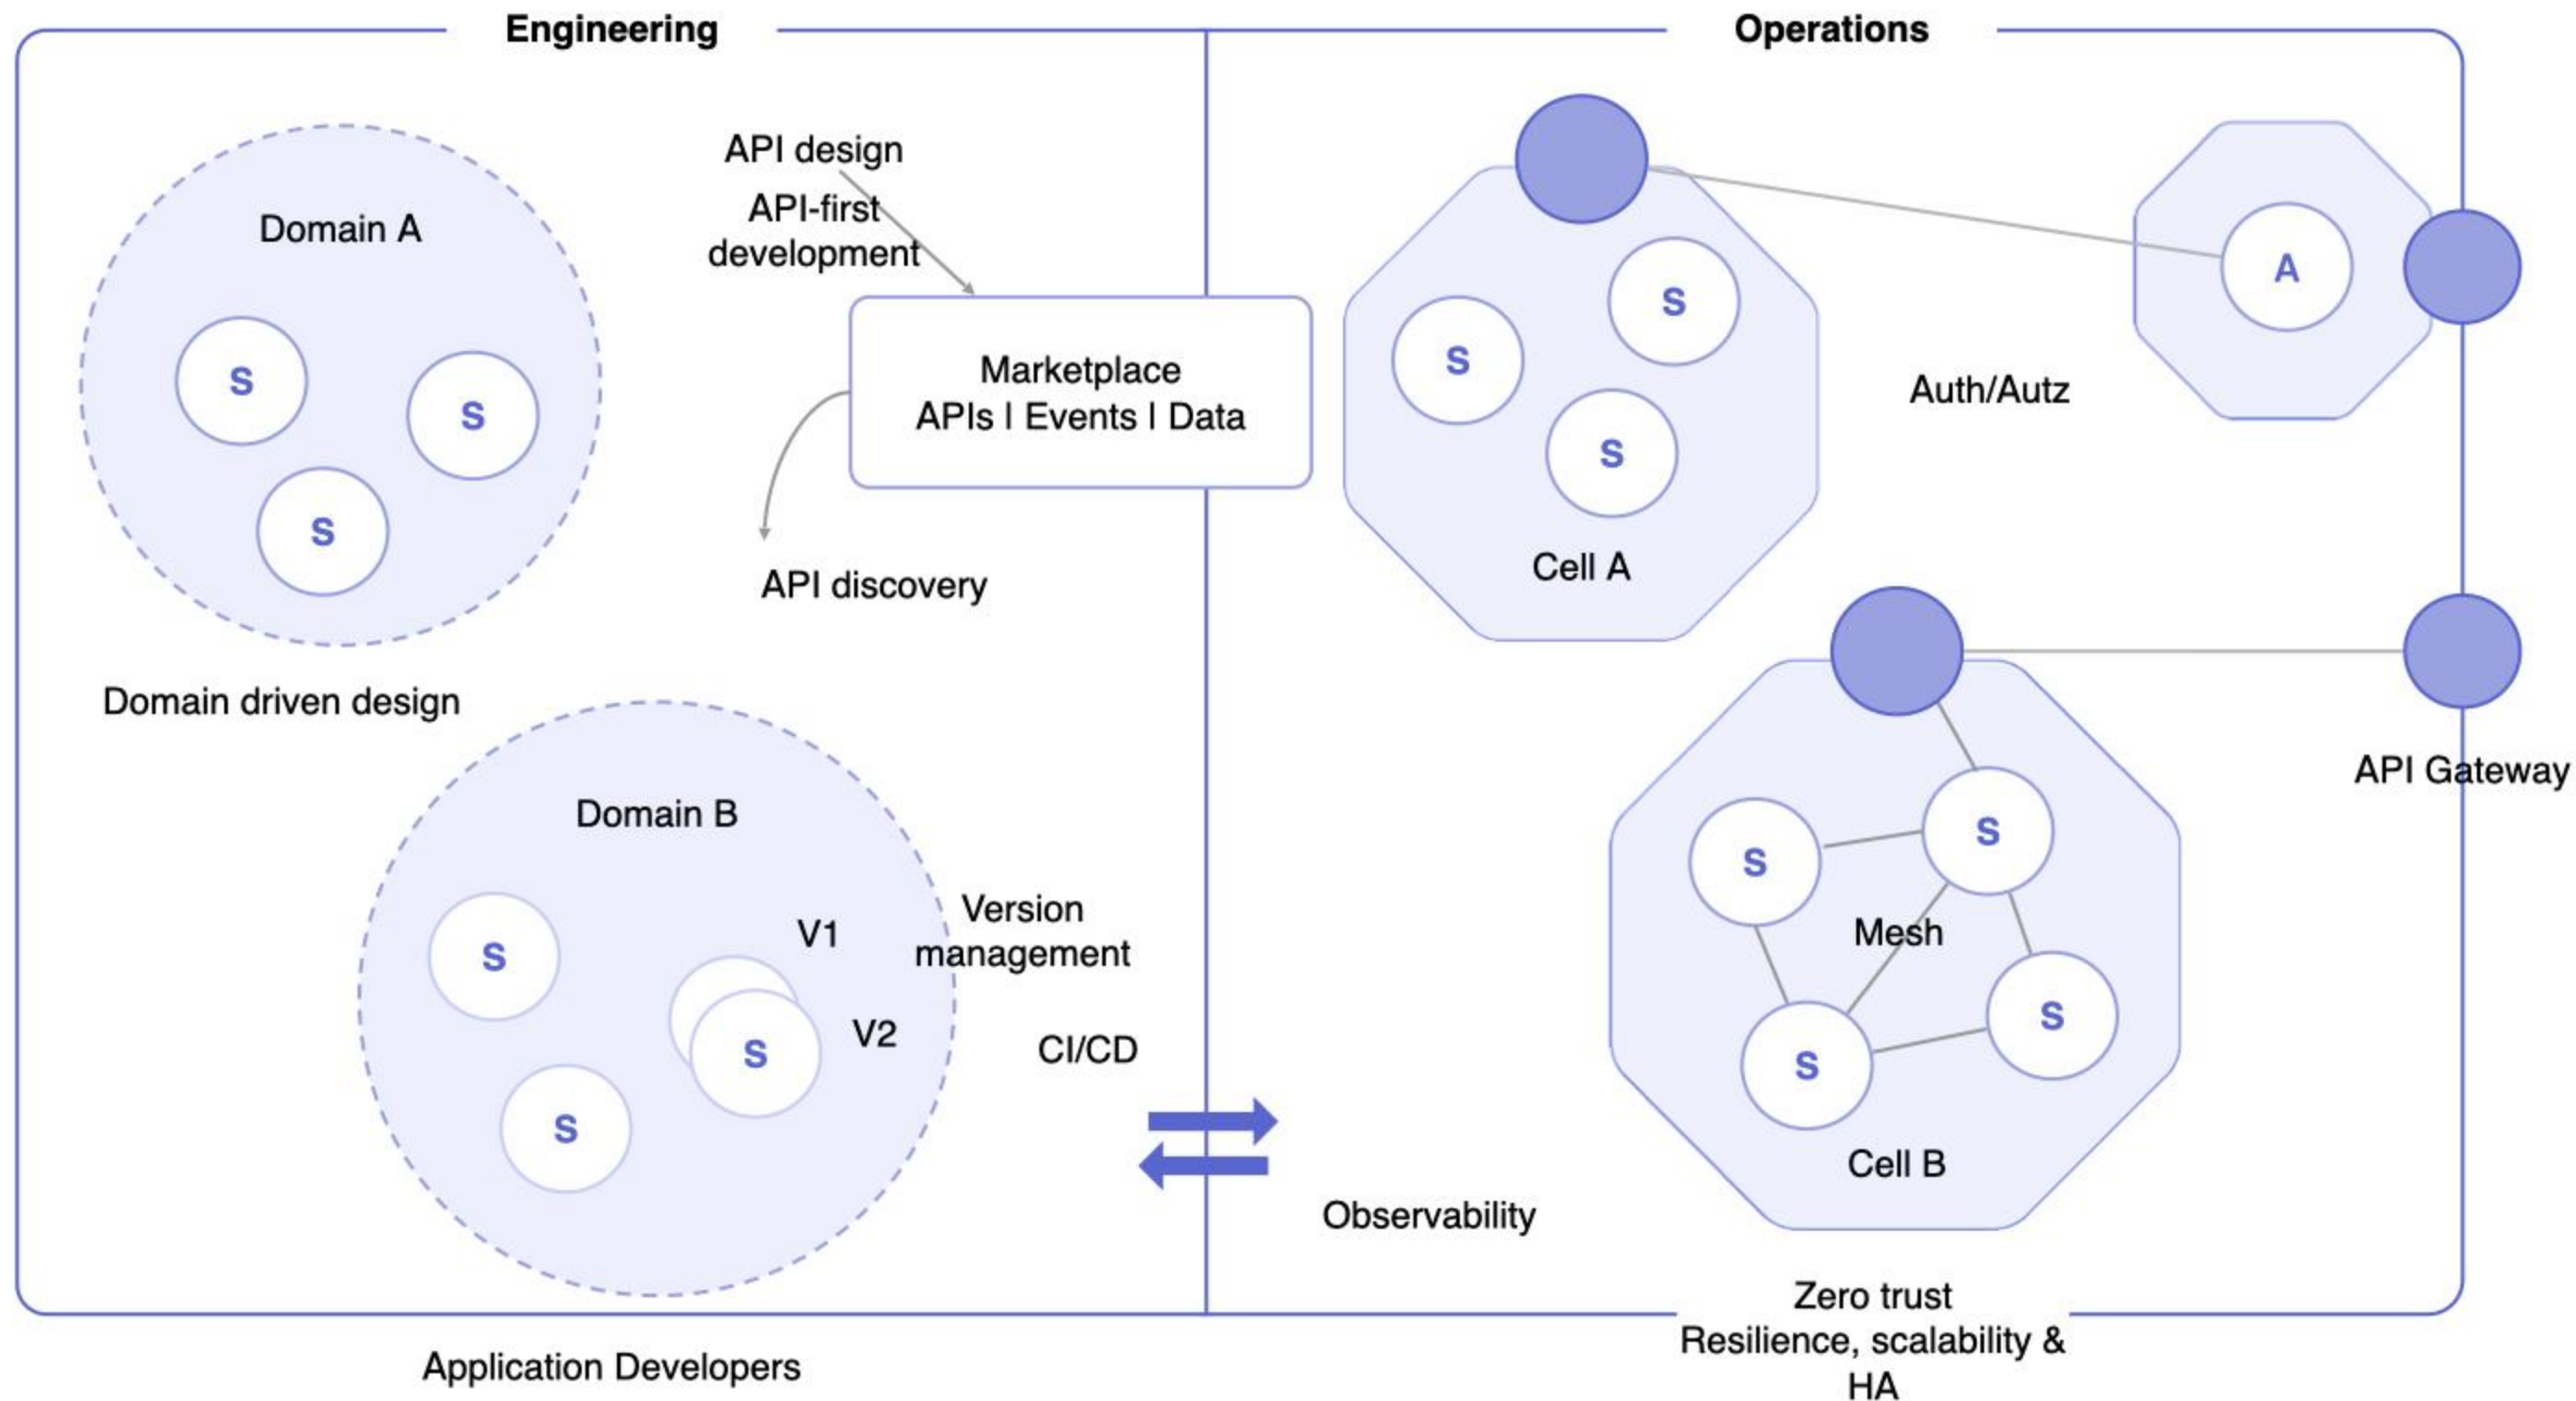 Engineering
Operations
Domain A
S
S
S
Domain driven design
API design
API-first
development
Marketplace
APIs | Events | Data
API discovery
Domain B
S
S
V1
V2
S
Version
management
CI/CD
Application Developers
S
S
S
Cell A
A
Auth/Autz
API Gateway
S
S
Mesh
S
S
Cell B
Observability
Zero trust
Resilience, scalability &
HA